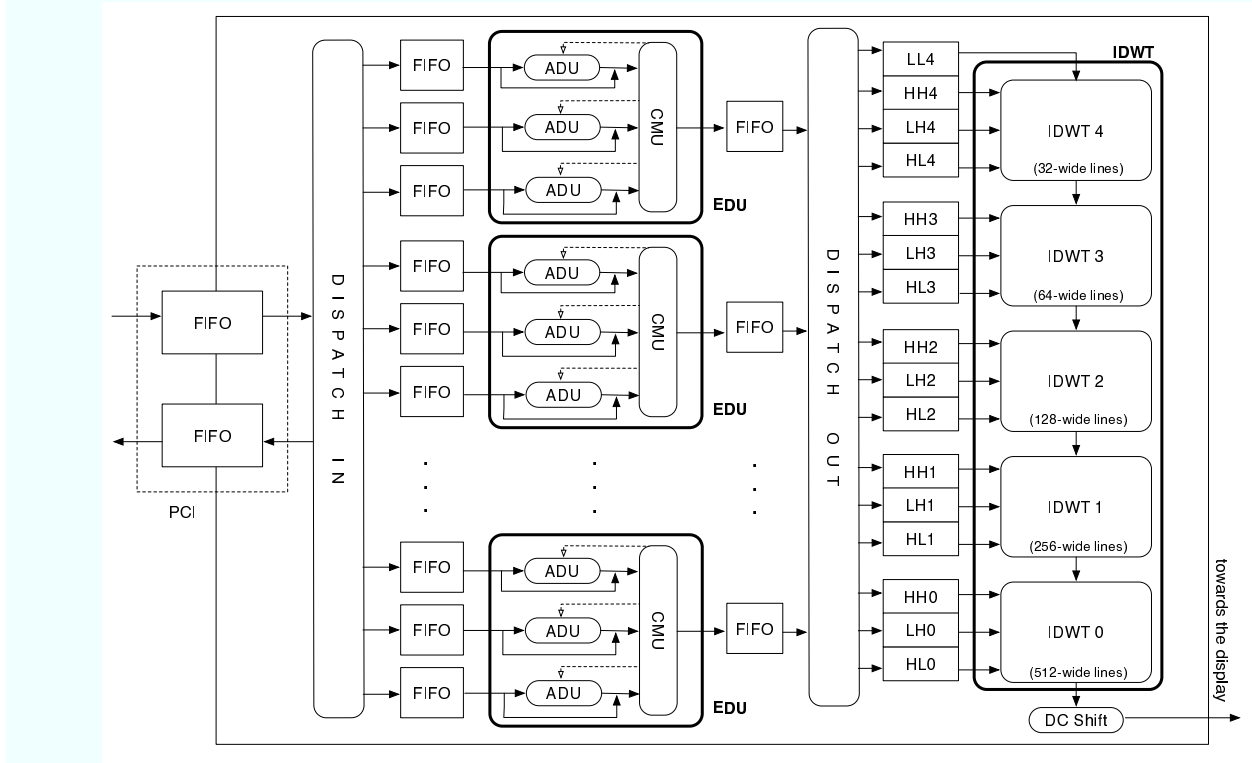 PCI
FIFO
FIFO
DISPATCH IN
FIFO
FIFO
FIFO
ADU
ADU
ADU
CMU
EDU
FIFO
FIFO
FIFO
FIFO
ADU
ADU
ADU
CMU
EDU
FIFO
. . .
. . .
. . .
FIFO
FIFO
FIFO
ADU
ADU
ADU
CMU
EDU
FIFO
DISPATCH OUT
LL4
HH4
LH4
HL4
HH3
LH3
HL3
HH2
LH2
HL2
HH1
LH1
HL1
HH0
LH0
HL0
IDWT
IDWT 4
(32-wide lines)
IDWT 3
(64-wide lines)
IDWT 2
(128-wide lines)
IDWT 1
(256-wide lines)
IDWT 0
(512-wide lines)
DC Shift
towards the display